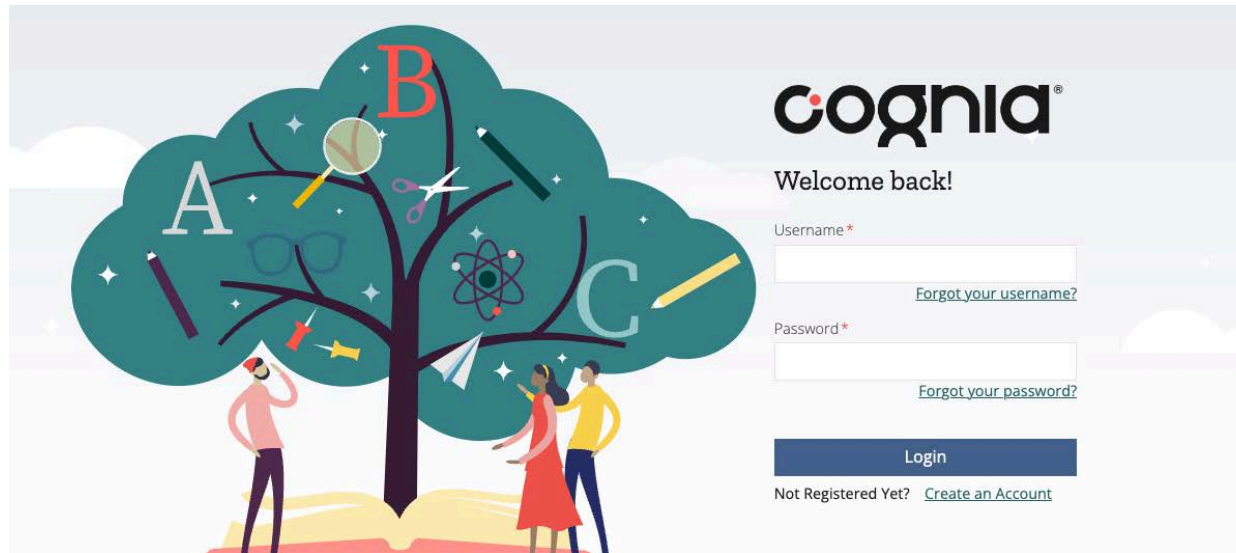 A
B
C
cognia®
Welcome back!
Username*
Forgot your username?
Password*
Forgot your password?
Login
Not Registered Yet? Create an Account